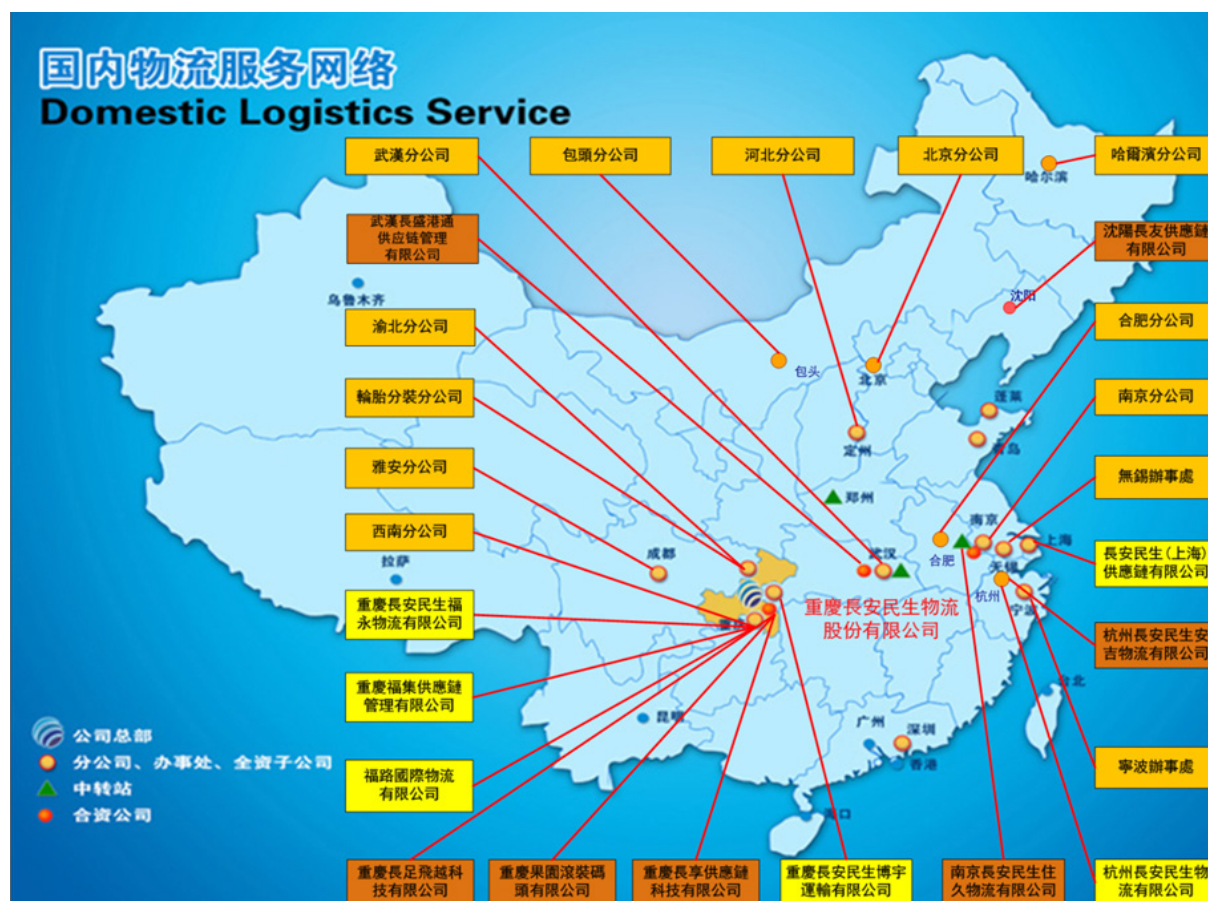 国内物流服务网络
Domestic Logistics Service
武漢分公司
包頭分公司
河北分公司
北京分公司
哈爾濱分公司
哈尔滨
武漢長盛港通
供应链管理
有限公司
沈陽長友供應鏈
有限公司
乌鲁木齐
沈阳
渝北分公司
合肥分公司
包头
北京
輪胎分裝分公司
蓬莱
南京分公司
定州
青岛
雅安分公司
無錫辦事處
郑州
西南分公司
南京
上海
成都
武汉
合肥
无锡
長安民生(上海)
供應鏈有限公司
拉萨
杭州
宁波
重慶長安民生福
永物流有限公司
重慶長安民生物流
股份有限公司
杭州長安民生安
吉物流有限公司
重慶福集供應鏈
管理有限公司
台北
昆明
广州
深圳
香港
公司总部
分公司、办事处、全资子公司
中转站
合资公司
福路國際物流
有限公司
寧波辦事處
海口
重慶長足飛越科
技有限公司
重慶果園滾裝碼
頭有限公司
重慶長享供應鏈
科技有限公司
重慶長安民生博宇
運輸有限公司
南京長安民生住
久物流有限公司
杭州長安民生物
流有限公司